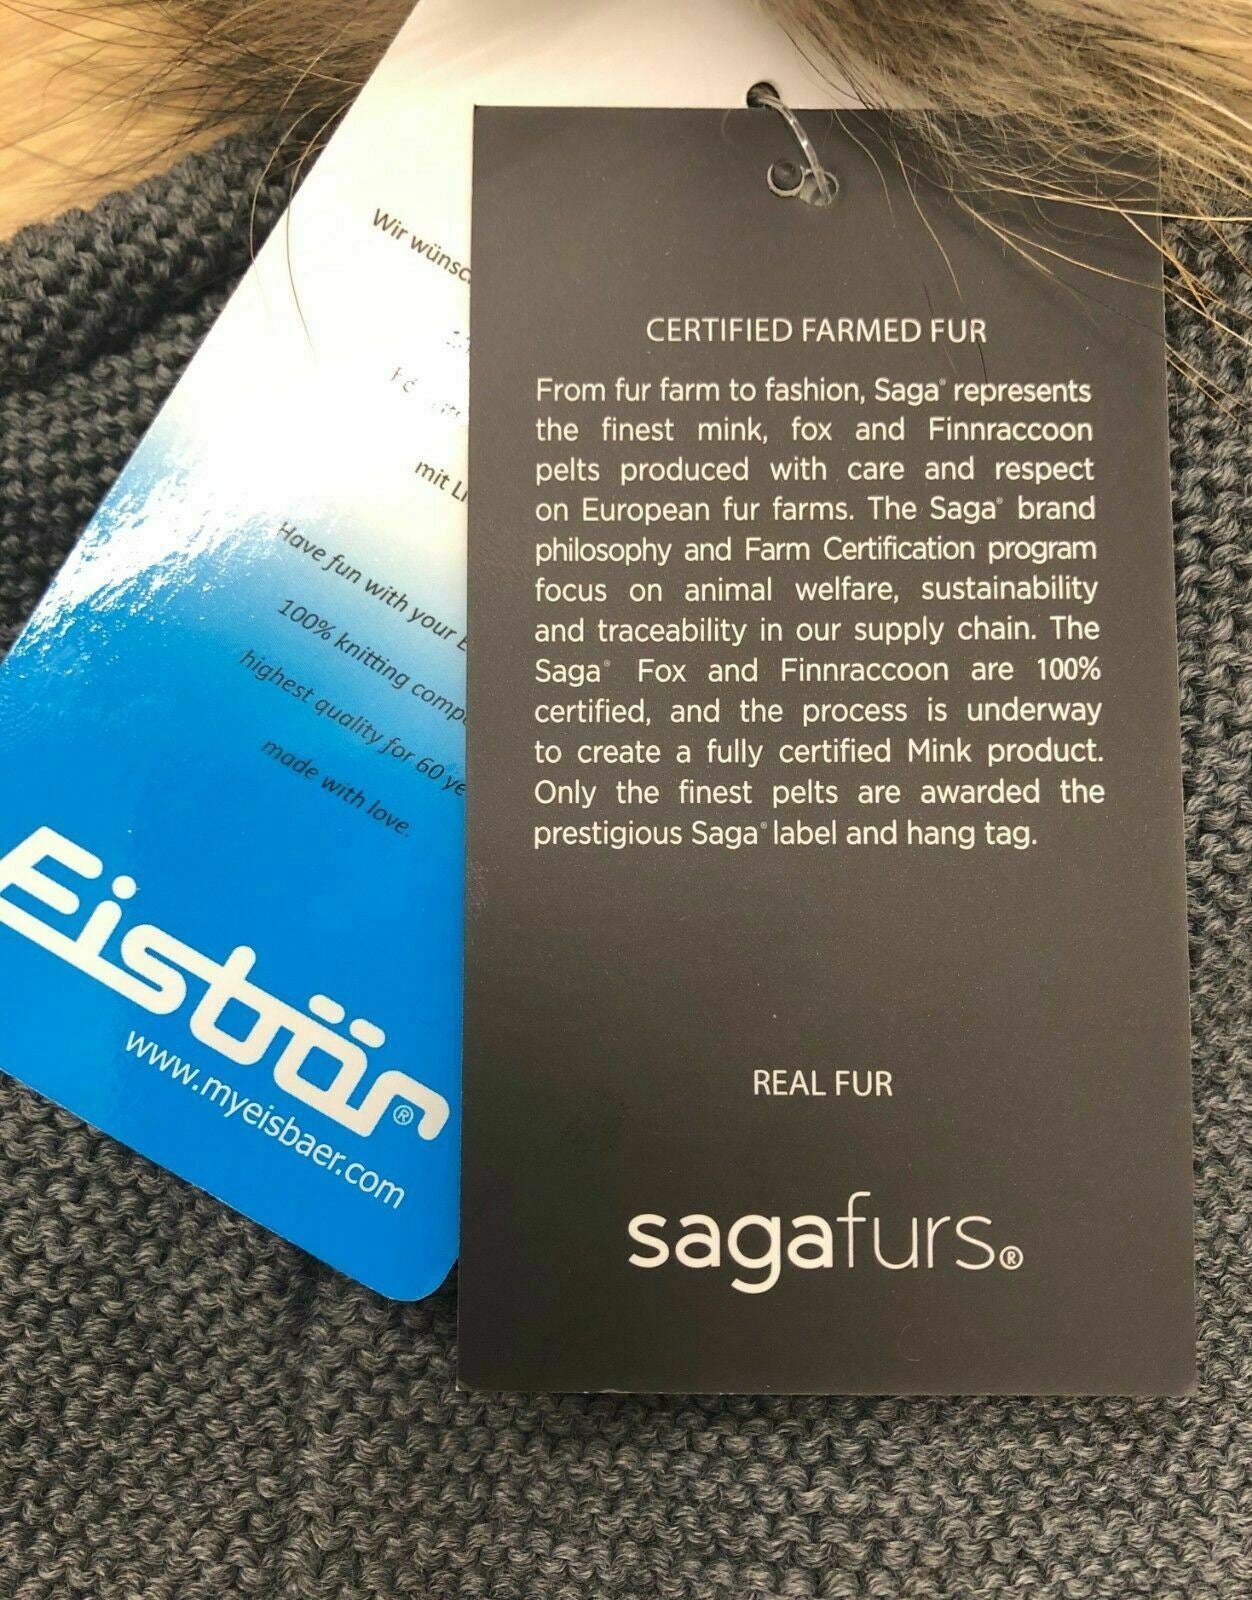 Wir
mit
Have fun with your
100% knitting
highest quality for 60
made with love.
Eisbär®
www.myeisbaer.com
CERTIFIED FARMED FUR
From fur farm to fashion, Saga® represents
the finest mink, fox and Finnraccoon
pelts produced with care and respect
on European fur farms. The Saga® brand
philosophy and Farm Certification program
focus on animal welfare, sustainability
and traceability in our supply chain. The
Saga® Fox and Finnraccoon are 100%
certified, and the process is underway
to create a fully certified Mink product.
Only the finest pelts are awarded the
prestigious Saga® label and hang tag.
REAL FUR
sagafurs®